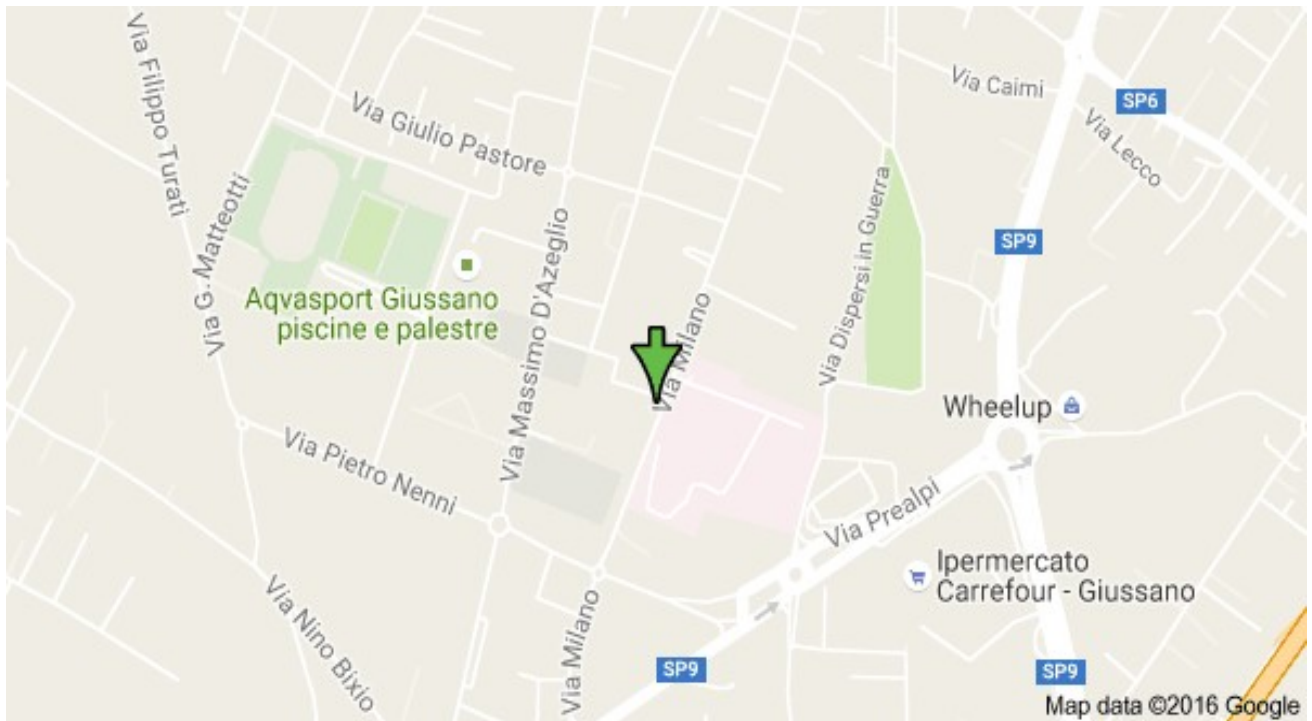 Via Filippo Turati
Via Giulio Pastore
Via Caimi
SP6
Via Lecco
Via G. Matteotti
Via Dispersi in Guerra
SP9
Via Massimo D'Azeglio
Aqvasport Giussano
piscine e palestre
Via Milano
Wheelup
Via Pietro Nenni
Via Prealpi
Ipermercato
Carrefour - Giussano
Via Nino Bixio
Via Milano
SP9
SP9
Map data ©2016 Google